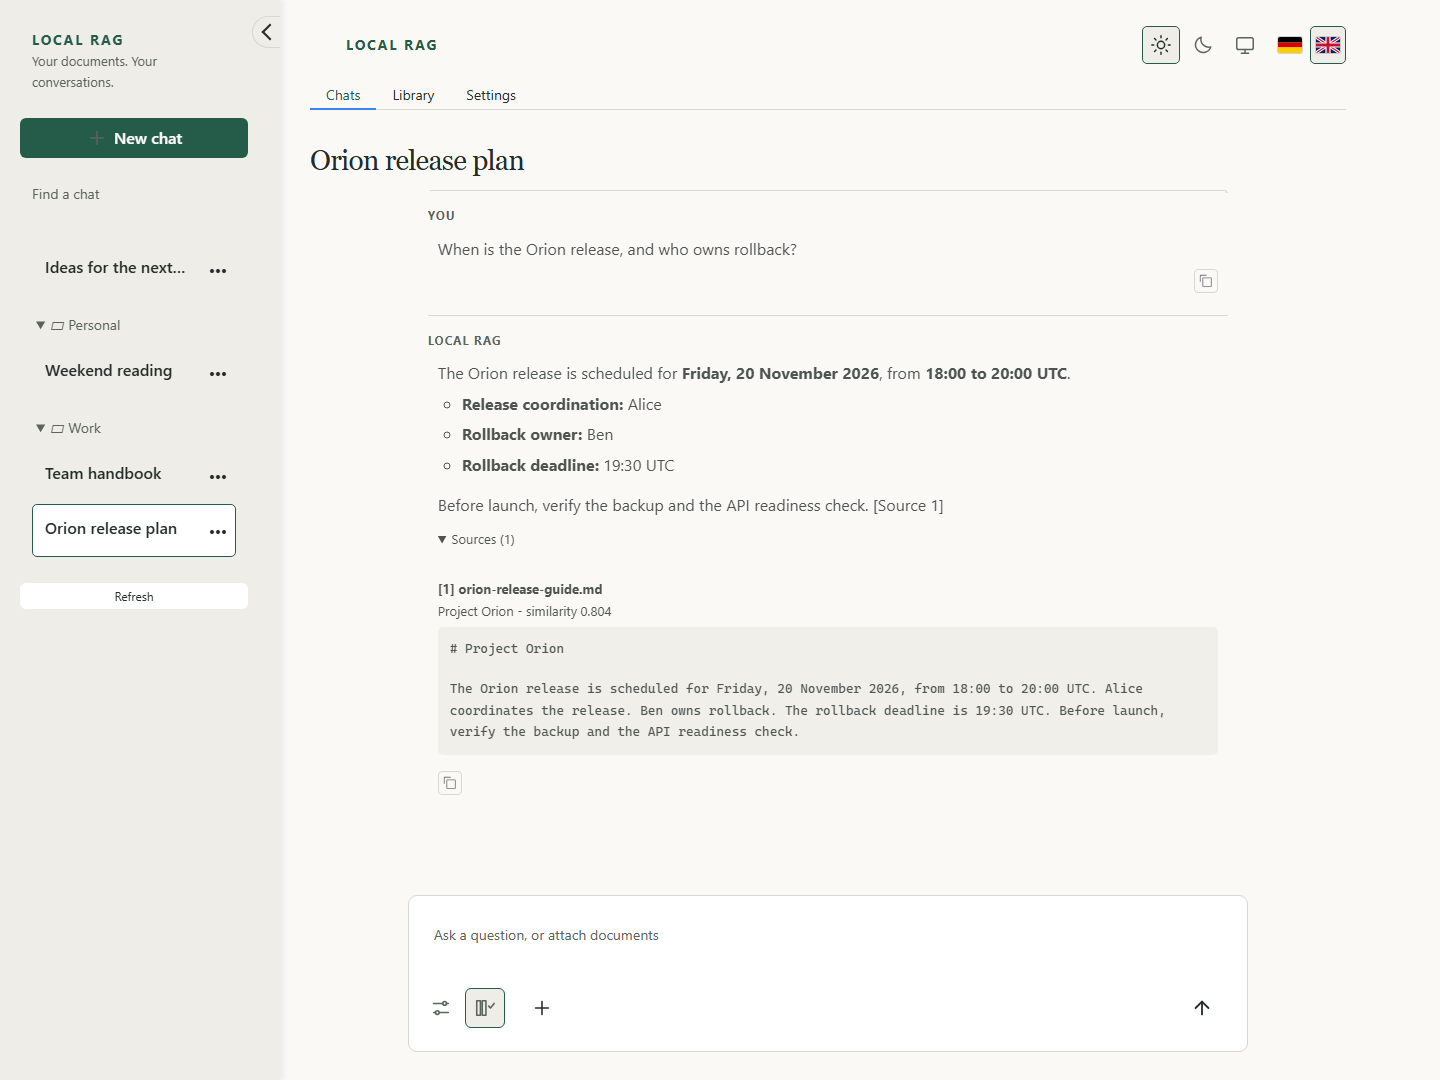 LOCAL RAG
Your documents. Your
conversations.
New chat
Find a chat
Ideas for the next...
Personal
Weekend reading
Work
Team handbook
Orion release plan
Refresh
LOCAL RAG
Chats
Library
Settings
Orion release plan
YOU
When is the Orion release, and who owns rollback?
LOCAL RAG
The Orion release is scheduled for Friday, 20 November 2026, from 18:00 to 20:00 UTC.
Release coordination: Alice
Rollback owner: Ben
Rollback deadline: 19:30 UTC
Before launch, verify the backup and the API readiness check. [Source 1]
Sources (1)
[1] orion-release-guide.md
Project Orion - similarity 0.804
# Project Orion
The Orion release is scheduled for Friday, 20 November 2026, from 18:00 to 20:00 UTC. Alice
coordinates the release. Ben owns rollback. The rollback deadline is 19:30 UTC. Before launch,
verify the backup and the API readiness check.
Ask a question, or attach documents